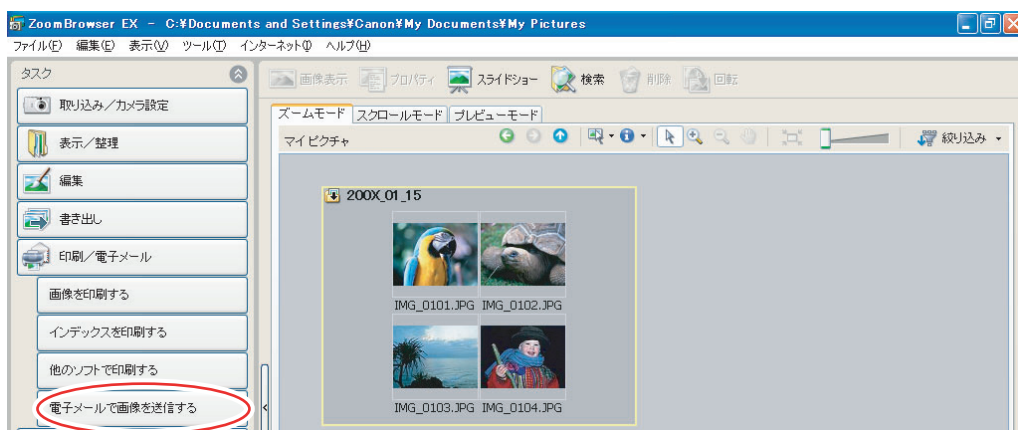 ZoomBrowser EX - C:¥Documents and Settings¥Canon¥My Documents¥My Pictures
ファイル(F) 編集(E) 表示(V) ツール(T) インターネット(I) ヘルプ(H)
タスク
画像表示 プロパティ スライドショー 検索 削除 回転
取り込み/カメラ設定
表示/整理
編集
書き出し
印刷/電子メール
画像を印刷する
インデックスを印刷する
他のソフトで印刷する
電子メールで画像を送信する
ズームモード スクロールモード プレビューモード
マイ ピクチャ
絞り込み
200X_01_15
IMG_0101.JPG IMG_0102.JPG
IMG_0103.JPG IMG_0104.JPG